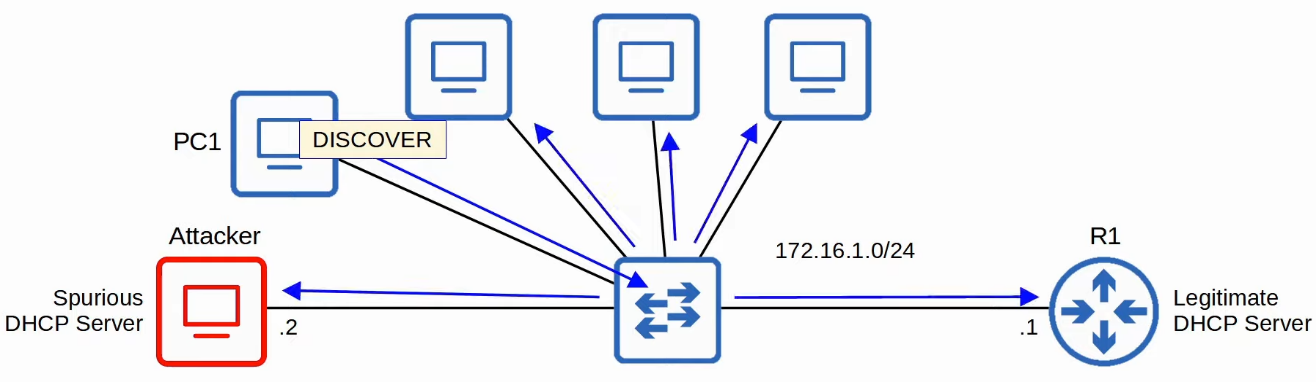 PC1
DISCOVER
Attacker
Spurious
DHCP Server
.2
172.16.1.0/24
.1
R1
Legitimate
DHCP Server